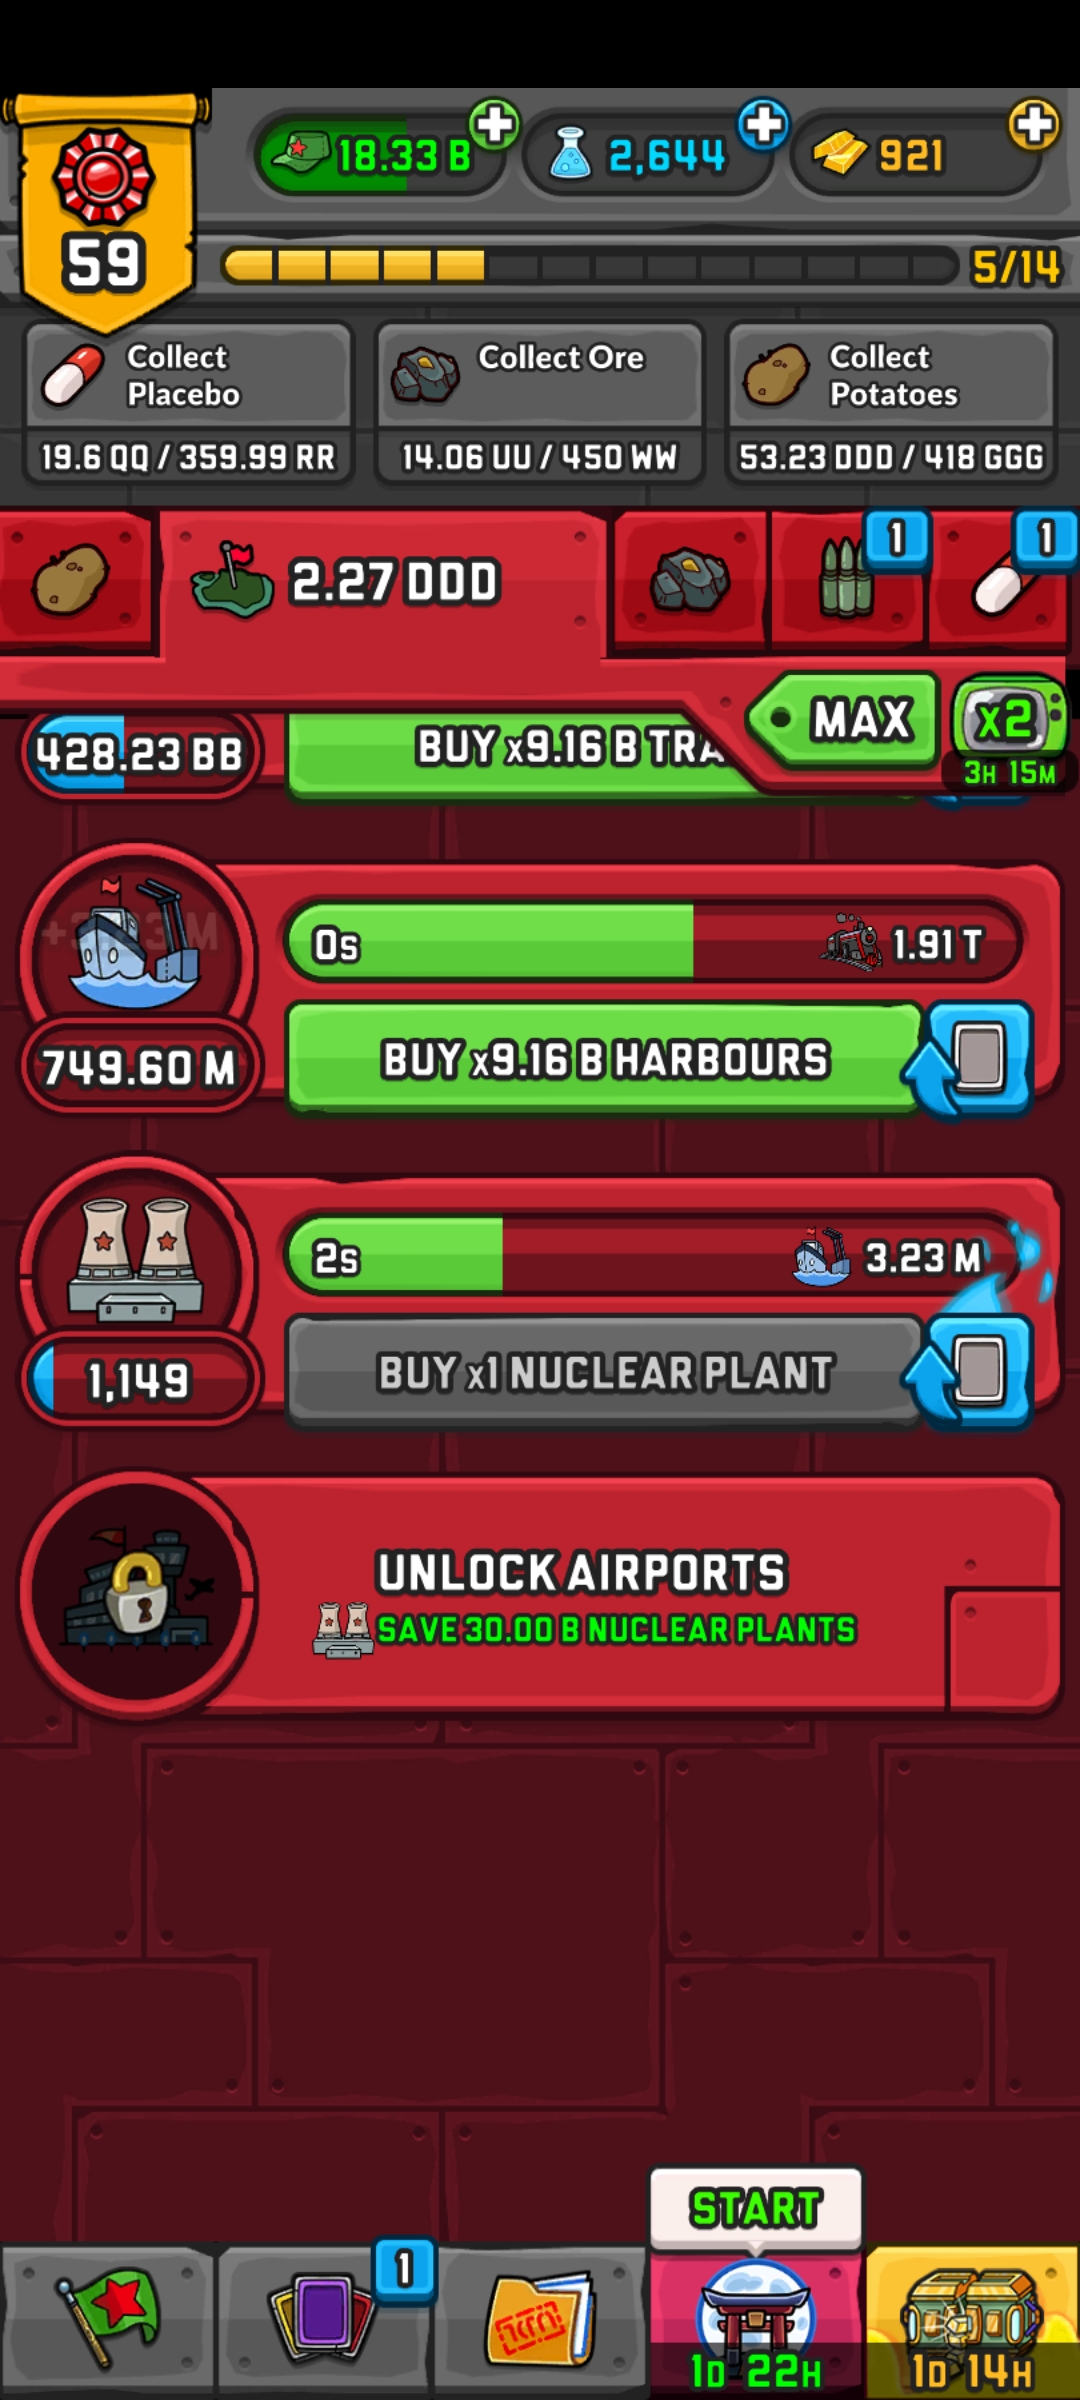 18.33 B
2,644
921
59
5/14
Collect
Placebo
19.6 QQ / 359.99 RR
Collect Ore
14.06 UU / 450 WW
Collect
Potatoes
53.23 DDD / 418 GGG
2.27 DDD
1
1
MAX
x2
3H 15M
428.23 BB
BUY x9.16 B TRA
0s
1.91 T
749.60 M
BUY x9.16 B HARBOURS
2s
3.23 M
1,149
BUY x1 NUCLEAR PLANT
UNLOCK AIRPORTS
SAVE 30.00 B NUCLEAR PLANTS
START
1
1D 22H
1D 14H